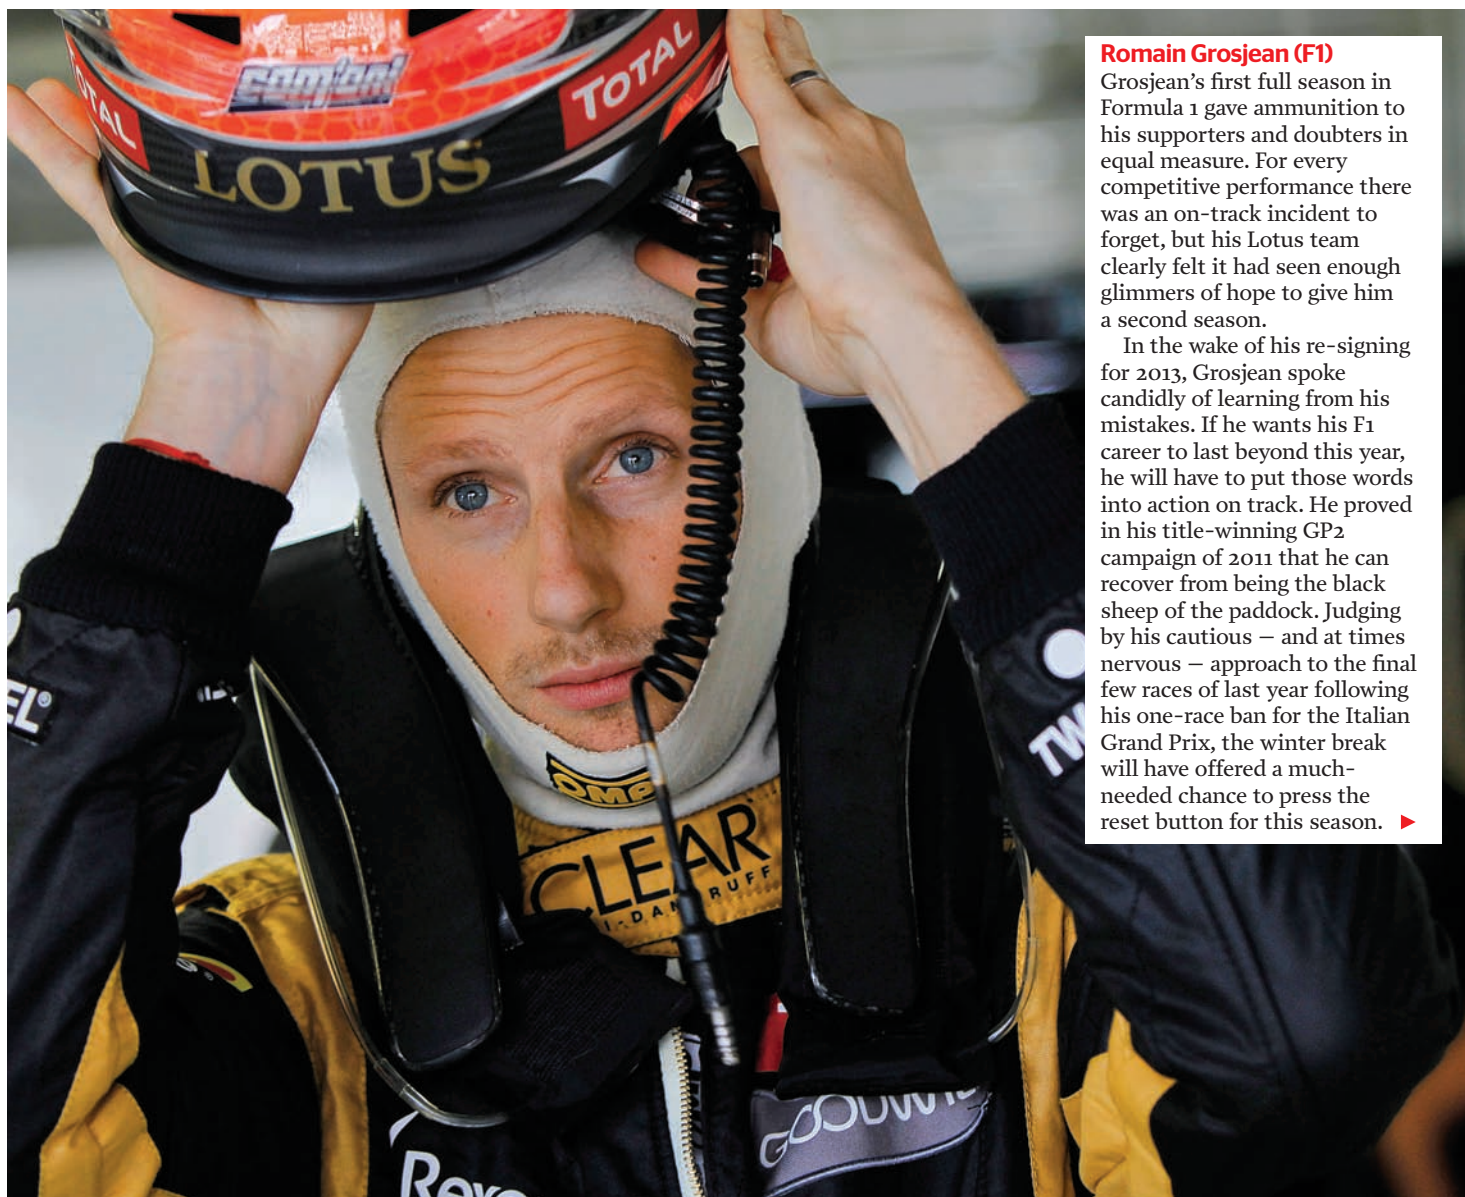 TOTAL
LOTUS
TOTAL
Romain Grosjean (F1)
Grosjean’s first full season in
Formula 1 gave ammunition to
his supporters and doubters in
equal measure. For every
competitive performance there
was an on-track incident to
forget, but his Lotus team
clearly felt it had seen enough
glimmers of hope to give him
a second season.
In the wake of his re-signing
for 2013, Grosjean spoke
candidly of learning from his
mistakes. If he wants his F1
career to last beyond this year,
he will have to put those words
into action on track. He proved
in his title-winning GP2
campaign of 2011 that he can
recover from being the black
sheep of the paddock. Judging
by his cautious – and at times
nervous – approach to the final
few races of last year following
his one-race ban for the Italian
Grand Prix, the winter break
will have offered a much-
needed chance to press the
reset button for this season.
EL®
TW
OMP
CLEAR
I-DAN RUFF
GOODWIL
Rexo